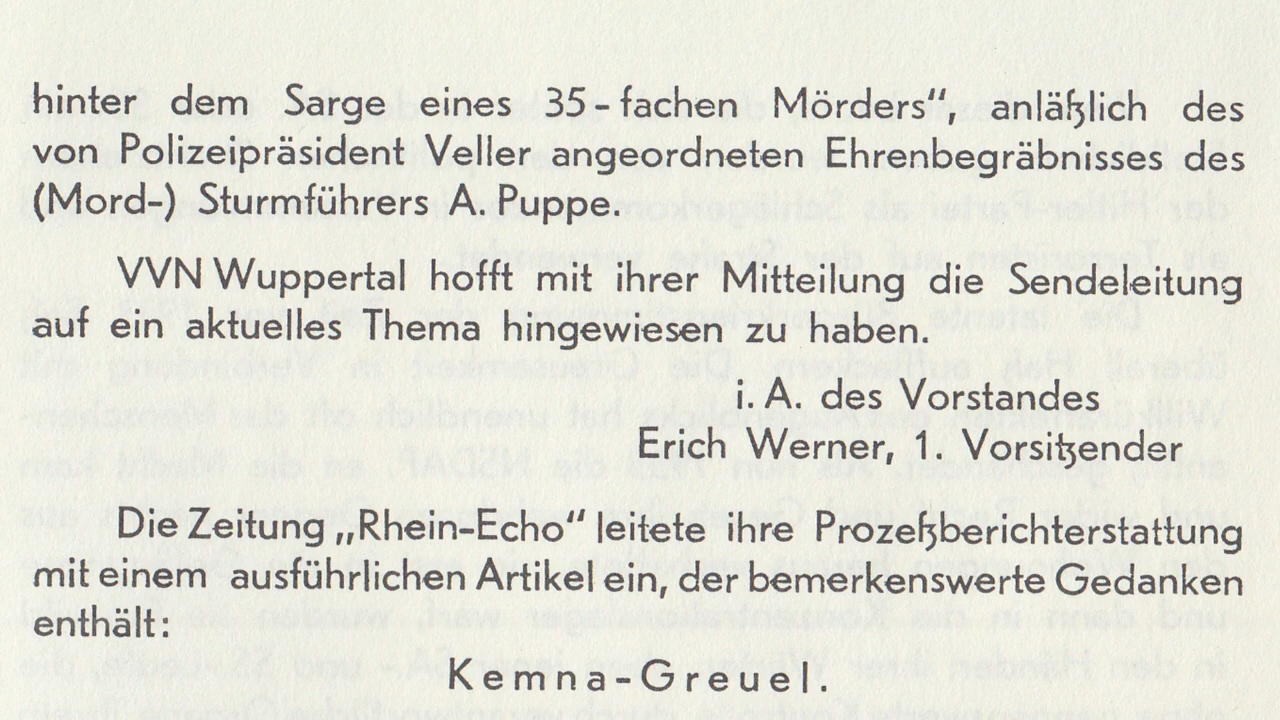 hinter dem Sarge eines 35-fachen Mörders“, anläßlich des
von Polizeipräsident Veller angeordneten Ehrenbegräbnisses des
(Mord-) Sturmführers A. Puppe.
VVN Wuppertal hofft mit ihrer Mitteilung die Sendeleitung
auf ein aktuelles Thema hingewiesen zu haben.
i. A. des Vorstandes
Erich Werner, 1. Vorsitzender
Die Zeitung „Rhein-Echo“ leitete ihre Prozeßberichterstattung
mit einem ausführlichen Artikel ein, der bemerkenswerte Gedanken
enthält:
Kemna-Greuel.